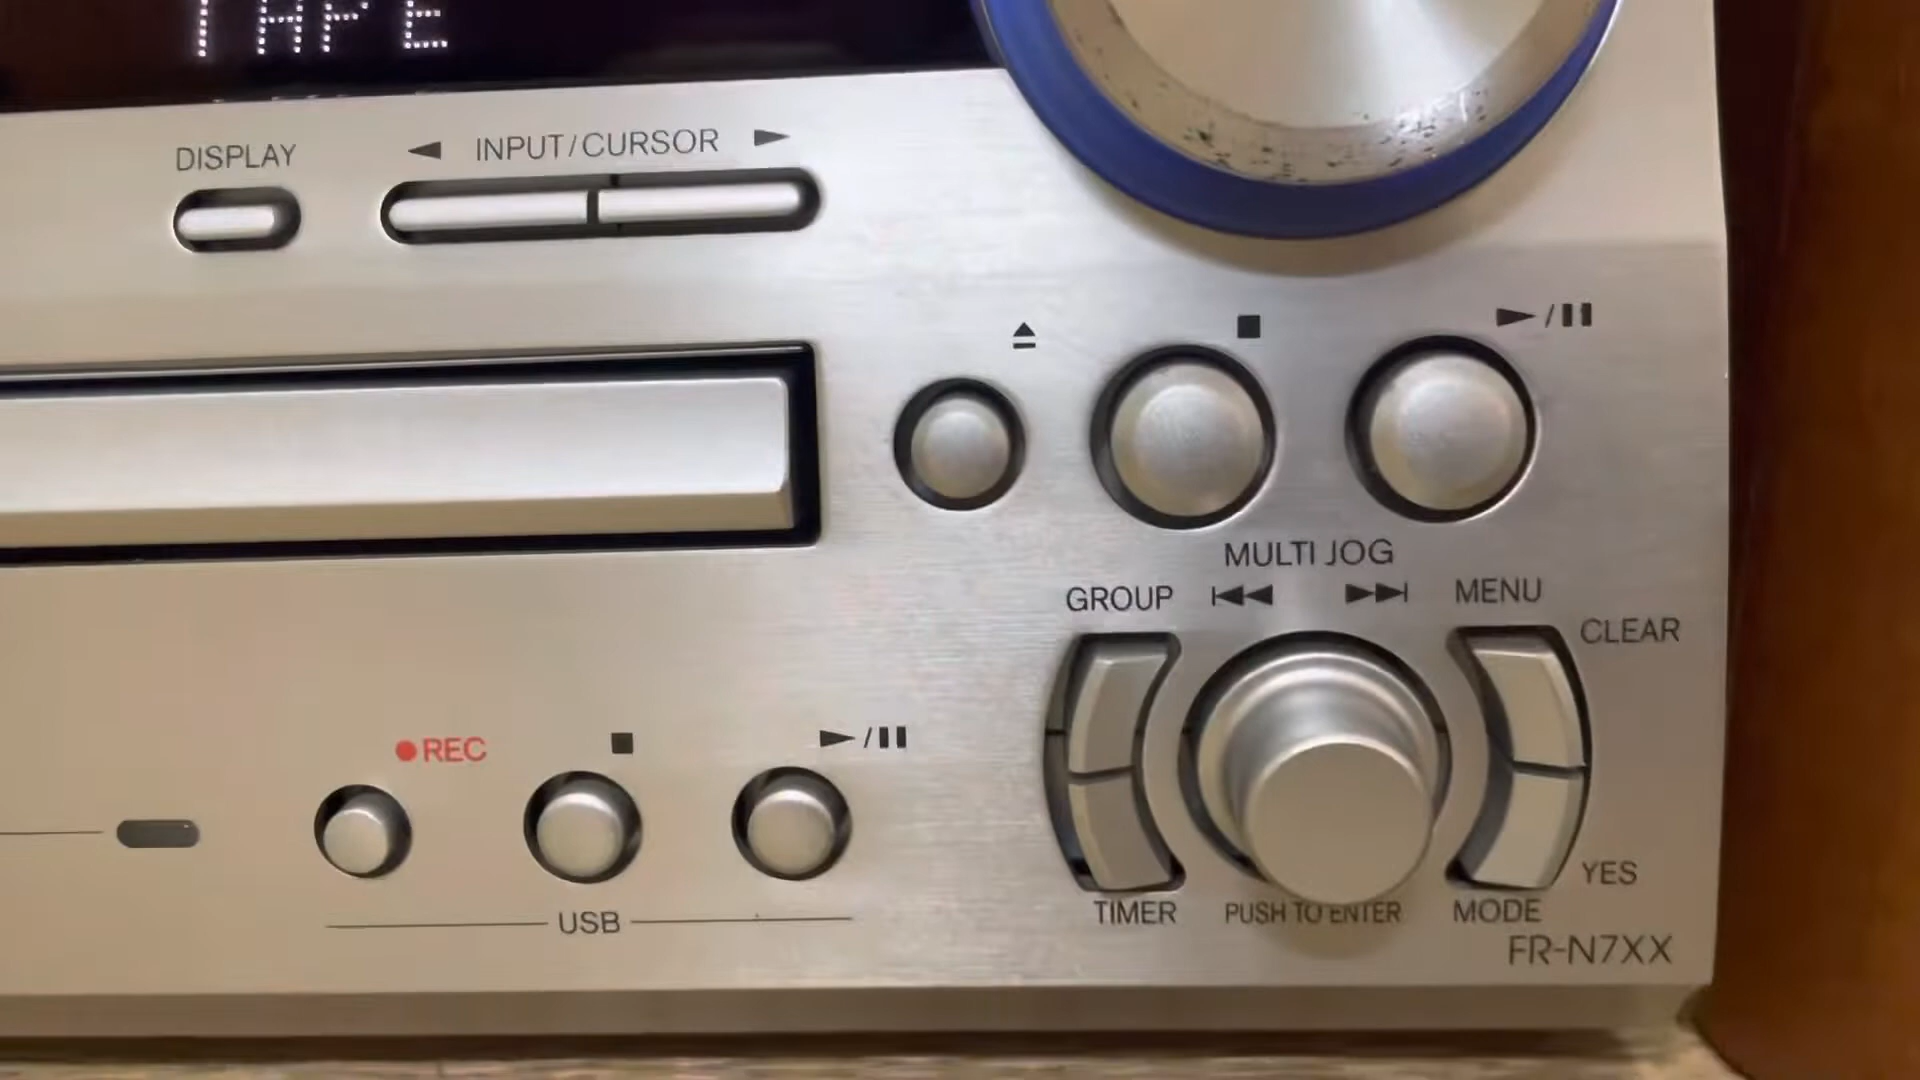 TAPE
DISPLAY
◄ INPUT/CURSOR ►
MULTI JOG
GROUP
MENU
CLEAR
●REC
YES
TIMER
PUSH TO ENTER
MODE
USB
FR-N7XX